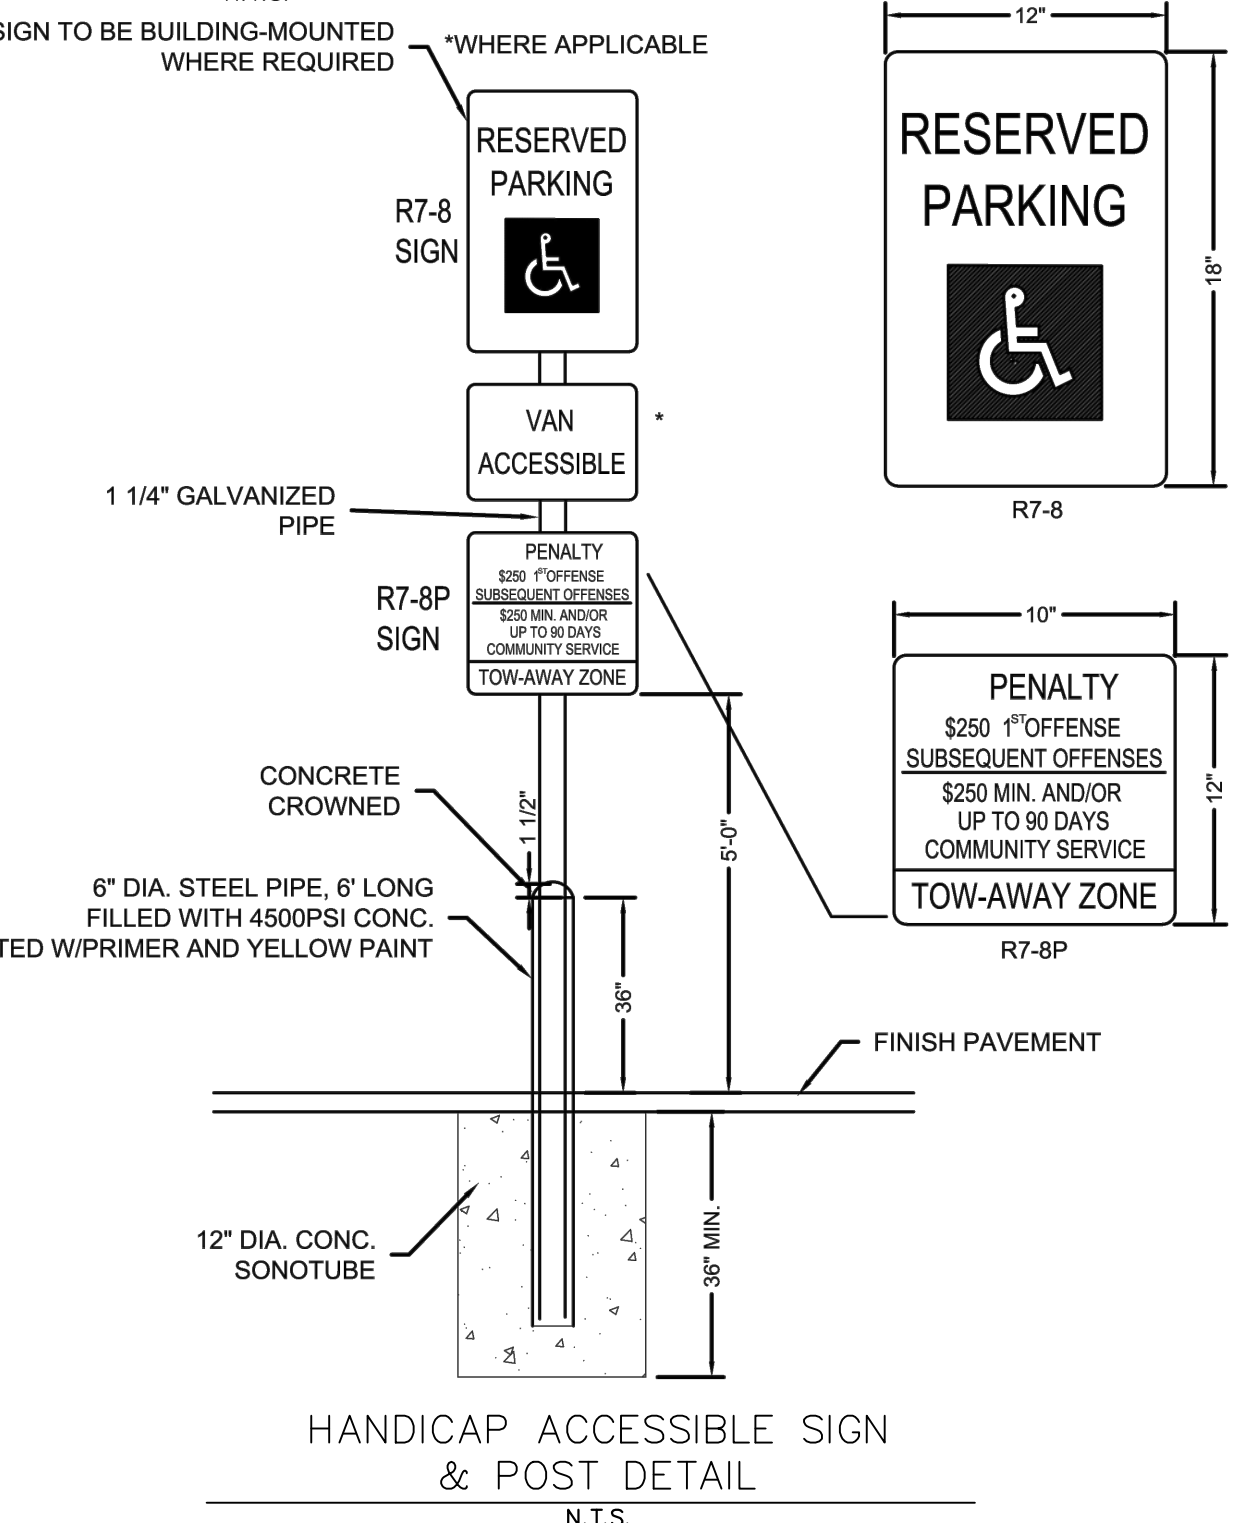 SIGN TO BE BUILDING-MOUNTED
WHERE REQUIRED
*WHERE APPLICABLE
RESERVED
PARKING
R7-8
SIGN
VAN
ACCESSIBLE
*
1 1/4" GALVANIZED
PIPE
PENALTY
$250 1ST OFFENSE
SUBSEQUENT OFFENSES
$250 MIN. AND/OR
UP TO 90 DAYS
COMMUNITY SERVICE
TOW-AWAY ZONE
R7-8P
SIGN
CONCRETE
CROWNED
1 1/2"
6" DIA. STEEL PIPE, 6' LONG
FILLED WITH 4500PSI CONC.
TED W/PRIMER AND YELLOW PAINT
36"
5'-0"
FINISH PAVEMENT
12" DIA. CONC.
SONOTUBE
36" MIN.
12"
RESERVED
PARKING
18"
R7-8
10"
PENALTY
$250 1ST OFFENSE
SUBSEQUENT OFFENSES
$250 MIN. AND/OR
UP TO 90 DAYS
COMMUNITY SERVICE
TOW-AWAY ZONE
12"
R7-8P
HANDICAP ACCESSIBLE SIGN
& POST DETAIL
N.T.S.